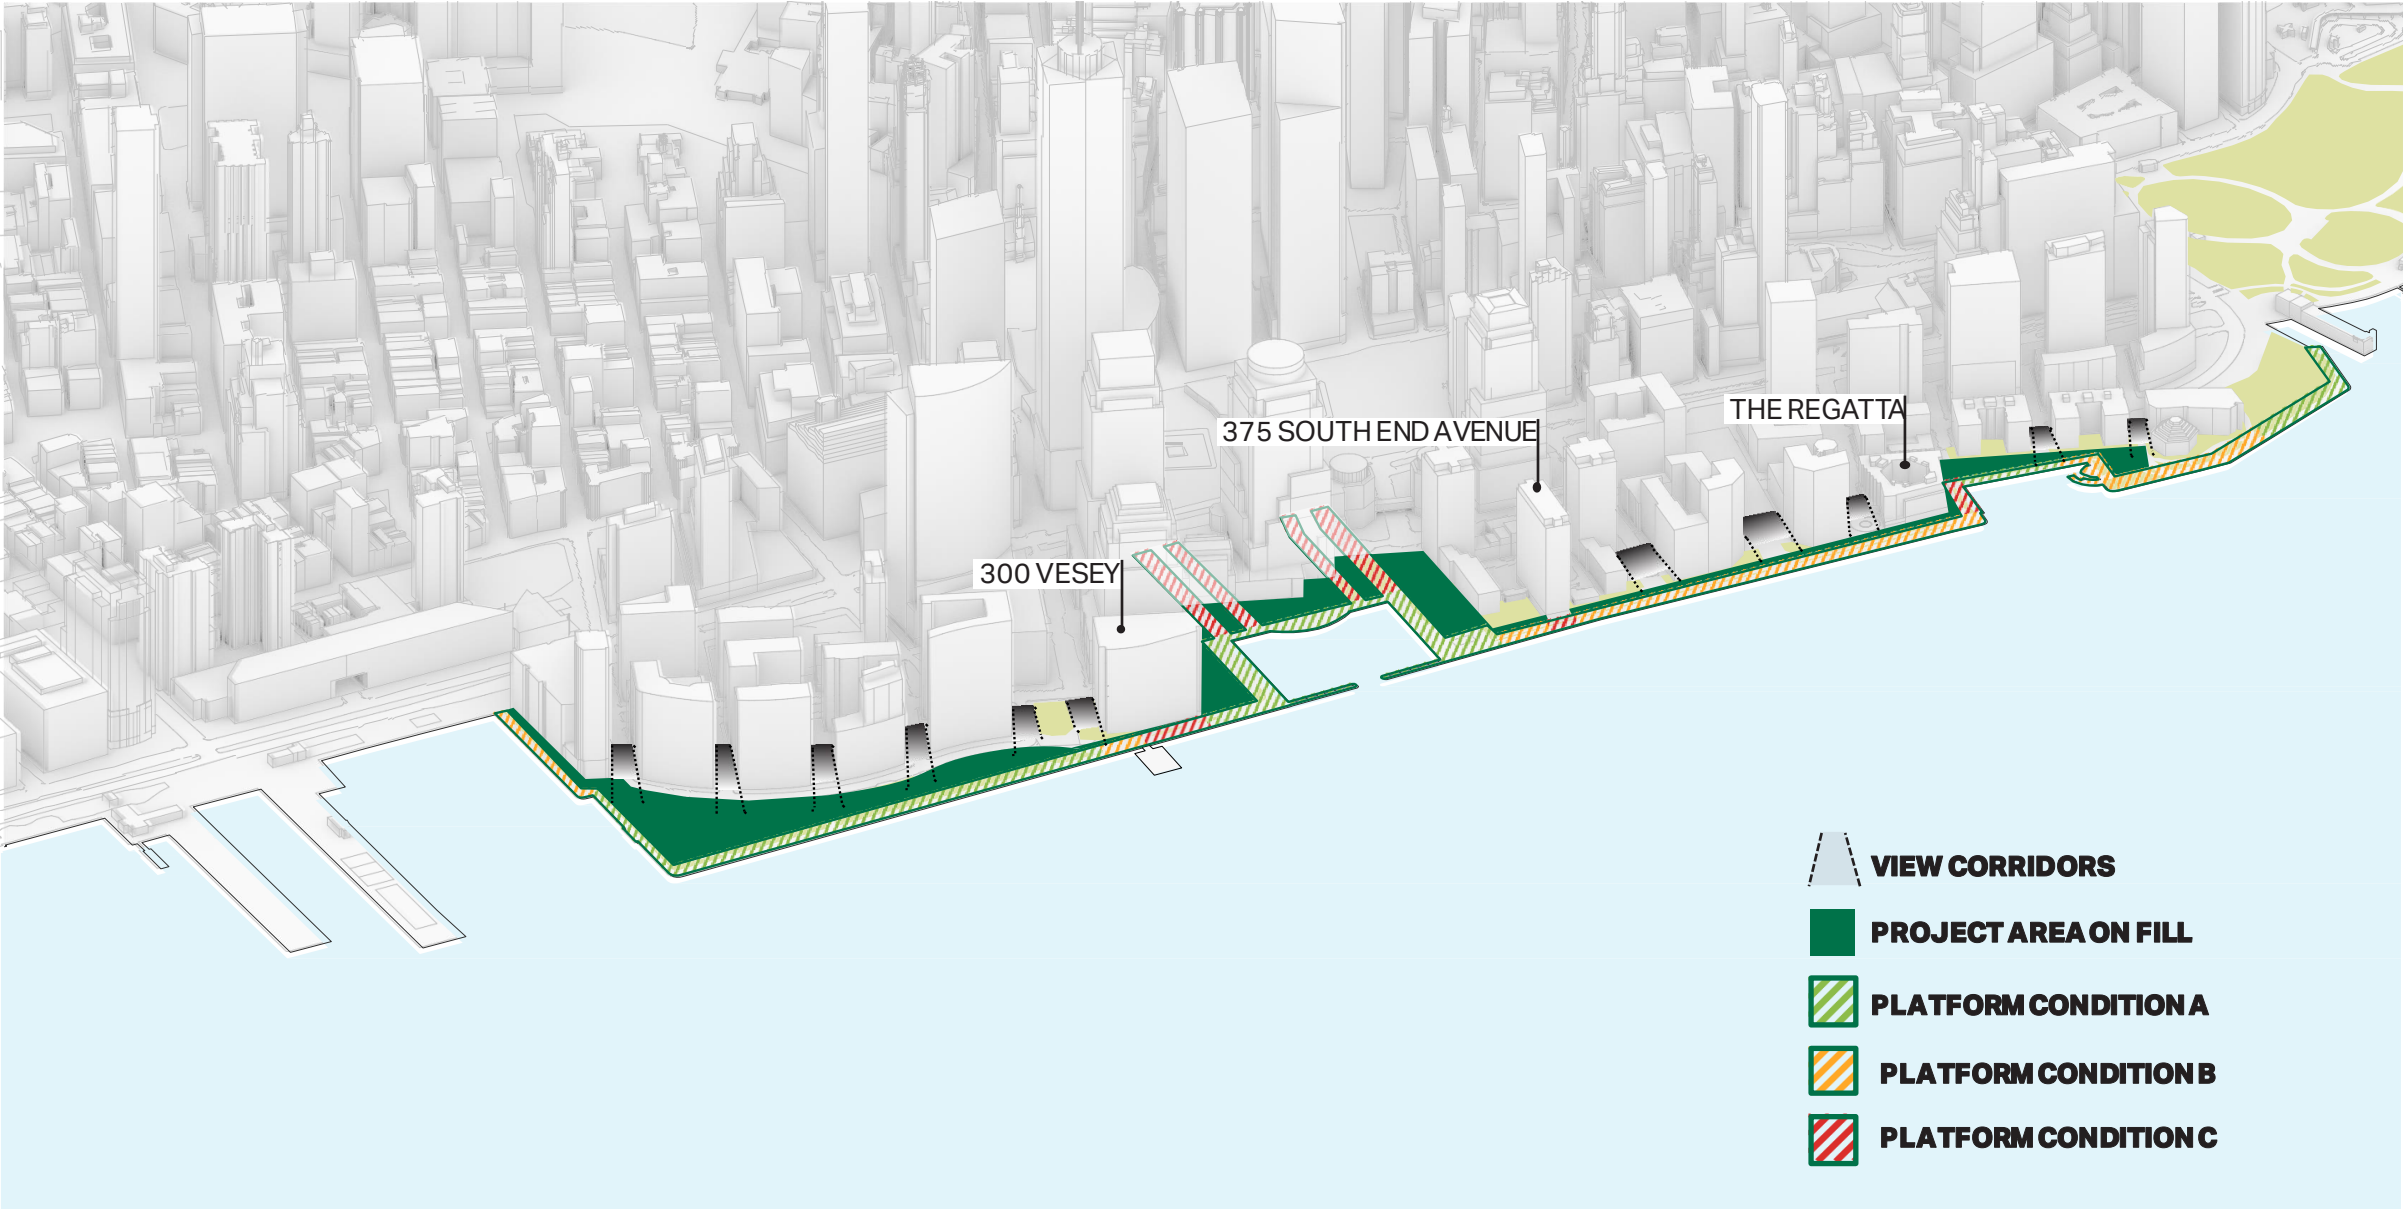 THE REGATTA
375 SOUTH END AVENUE
300 VESEY
VIEW CORRIDORS
PROJECT AREA ON FILL
PLATFORM CONDITION A
PLATFORM CONDITION B
PLATFORM CONDITION C